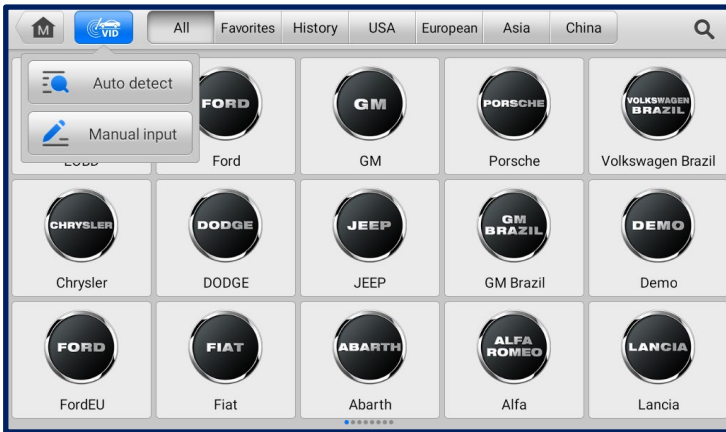 M
VID
All
Favorites
History
USA
European
Asia
China
Auto detect
Manual input
FORD
Ford
GM
GM
PORSCHE
Porsche
VOLKSWAGEN
BRAZIL
Volkswagen Brazil
CHRYSLER
Chrysler
DODGE
DODGE
JEEP
JEEP
GM
BRAZIL
GM Brazil
DEMO
Demo
FORD
FordEU
FIAT
Fiat
ABARTH
Abarth
ALFA
ROMEO
Alfa
LANCIA
Lancia